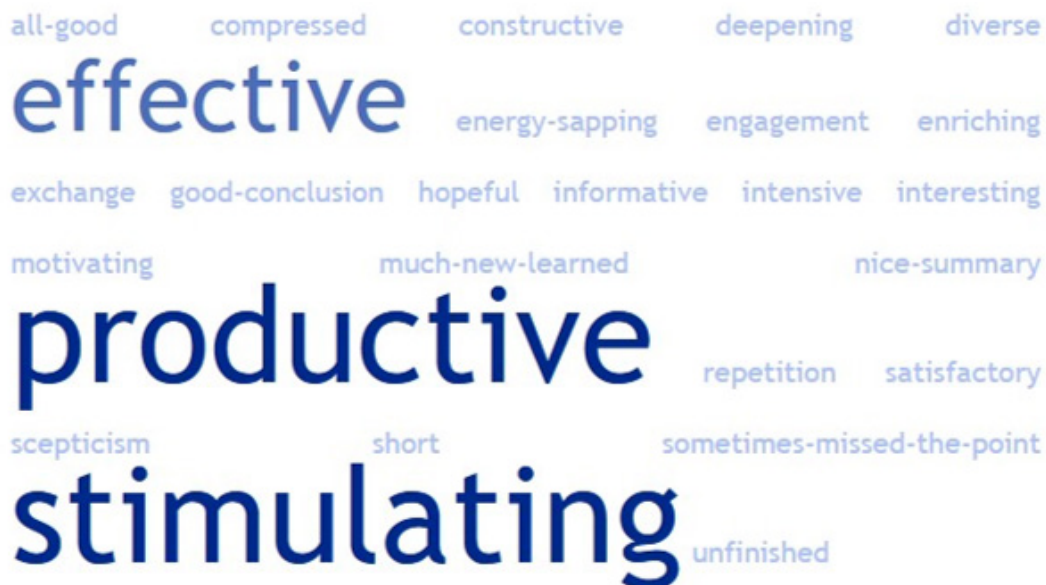 all-good compressed constructive deepening diverse
effective energy-sapping engagement enriching
exchange good-conclusion hopeful informative intensive interesting
motivating much-new-learned nice-summary
productive repetition satisfactory
scepticism short sometimes-missed-the-point
stimulating unfinished